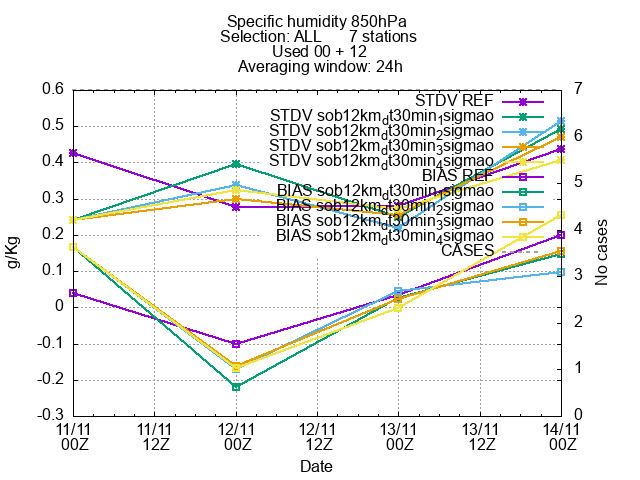 Specific humidity 850hPa
Selection: ALL 7 stations
Used 00 + 12
Averaging window: 24h
STDV REF
STDV sob12km_dt30min_1sigmao
STDV sob12km_dt30min_2sigmao
STDV sob12km_dt30min_3sigmao
STDV sob12km_dt30min_4sigmao
BIAS REF
BIAS sob12km_dt30min_1sigmao
BIAS sob12km_dt30min_2sigmao
BIAS sob12km_dt30min_3sigmao
BIAS sob12km_dt30min_4sigmao
CASES
0.6
0.5
0.4
0.3
0.2
0.1
0
-0.1
-0.2
-0.3
g/Kg
7
6
5
4
3
2
1
0
No cases
11/11 11/11 12/11 12/11 13/11 13/11 14/11
00Z 12Z 00Z 12Z 00Z 12Z 00Z
Date